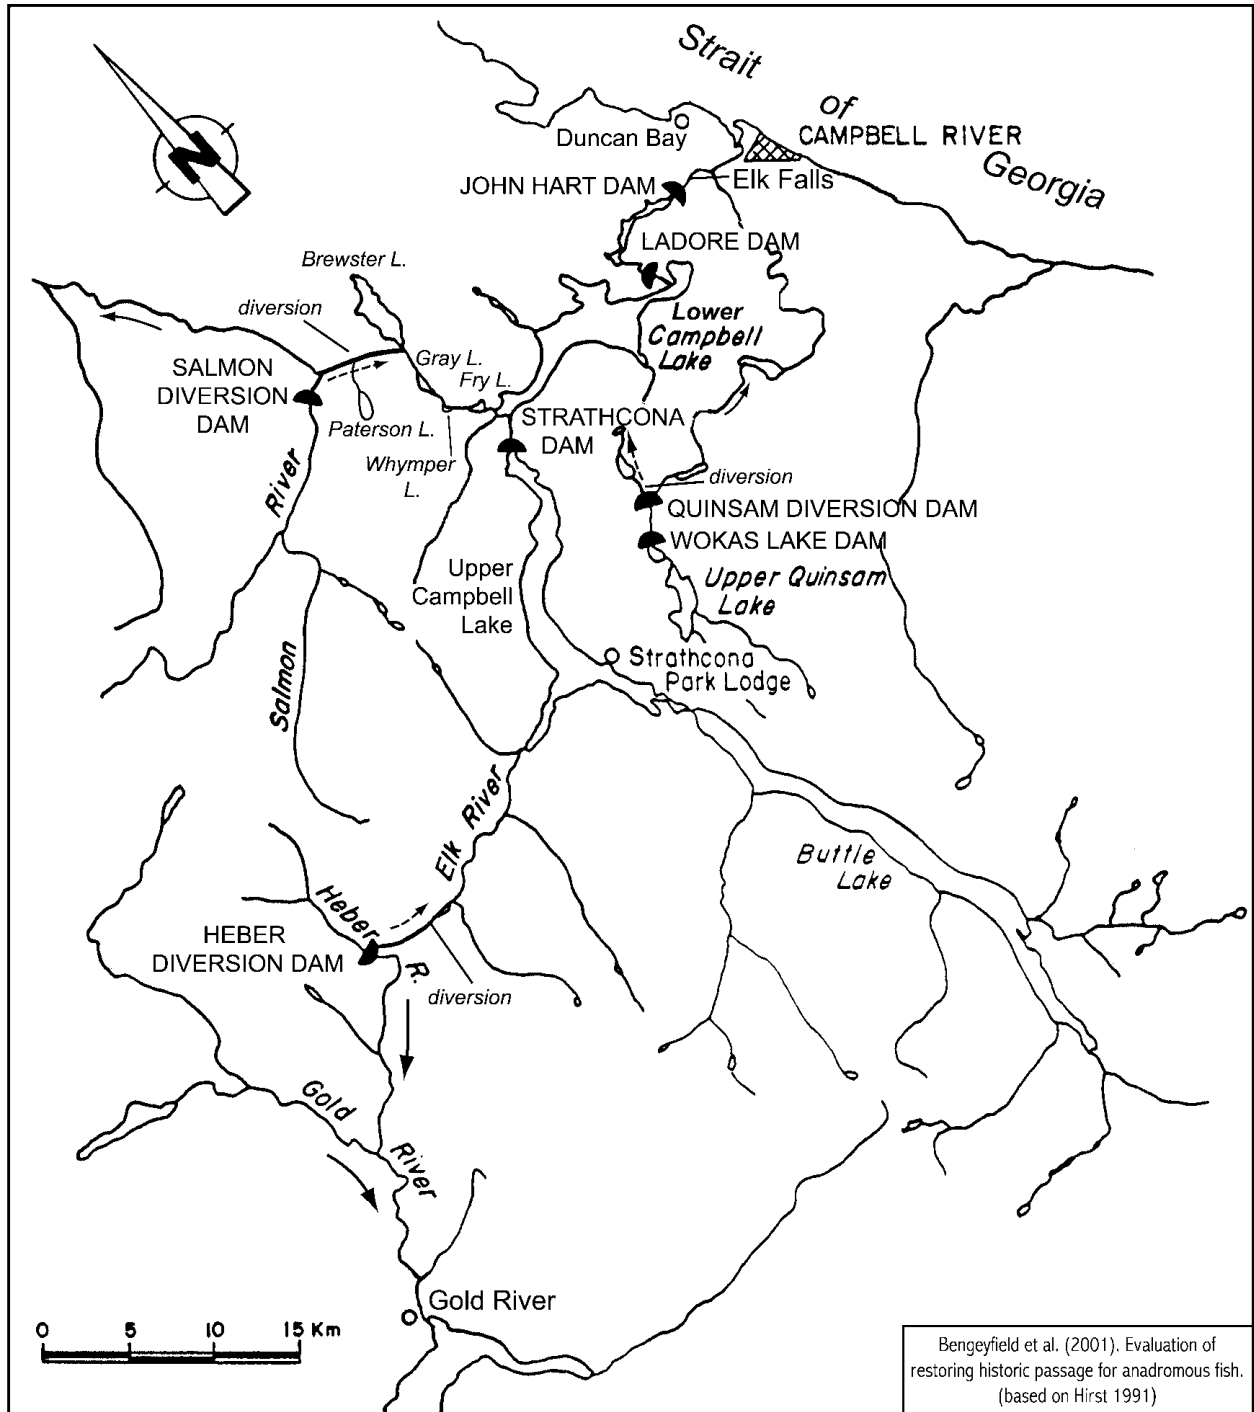 Strait
of
Georgia
N
Duncan Bay
CAMPBELL RIVER
JOHN HART DAM
Elk Falls
LADORE DAM
Brewster L.
diversion
Lower
Campbell
Lake
SALMON
DIVERSION
DAM
Gray L.
Fry L.
Paterson L.
Whymper
L.
STRATHCONA
DAM
diversion
QUINSAM DIVERSION DAM
WOKAS LAKE DAM
Upper Quinsam
Lake
River
Salmon
Upper
Campbell
Lake
Strathcona
Park Lodge
Elk River
Buttle
Lake
Heber
R.
HEBER
DIVERSION DAM
diversion
Gold
River
Gold River
0 5 10 15 Km
Bengeyfield et al. (2001). Evaluation of
restoring historic passage for anadromous fish.
(based on Hirst 1991)